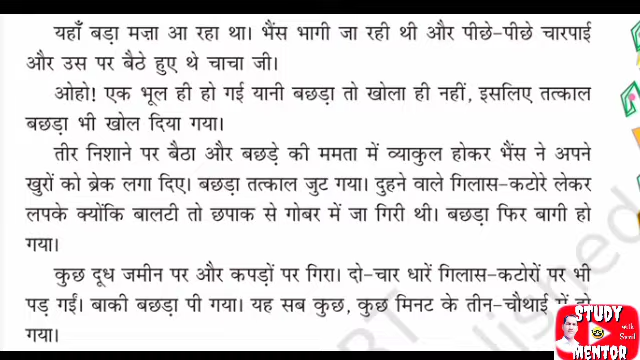 यहाँ बड़ा मज़ा आ रहा था। भैंस भागी जा रही थी और पीछे-पीछे चारपाई
और उस पर बैठे हुए थे चाचा जी।
ओहो! एक भूल ही हो गई यानी बछड़ा तो खोला ही नहीं, इसलिए तत्काल
बछड़ा भी खोल दिया गया।
तीर निशाने पर बैठा और बछड़े की ममता में व्याकुल होकर भैंस ने अपने
खुरों को ब्रेक लगा दिए। बछड़ा तत्काल जुट गया। दुहने वाले गिलास-कटोरे लेकर
लपके क्योंकि बालटी तो छपाक से गोबर में जा गिरी थी। बछड़ा फिर बागी हो
गया।
कुछ दूध जमीन पर और कपड़ों पर गिरा। दो-चार धारें गिलास-कटोरों पर भी
पड़ गईं। बाकी बछड़ा पी गया। यह सब कुछ, कुछ मिनट के तीन-चौथाई में हो
गया।
STUDY
with
MENTOR